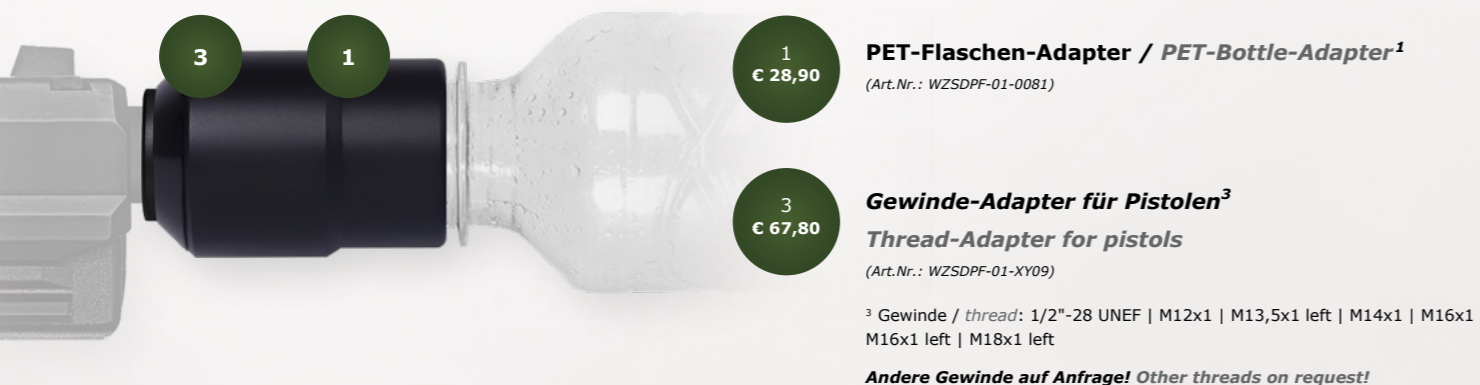 3
1
1
€ 28,90
PET-Flaschen-Adapter / PET-Bottle-Adapter¹
(Art.Nr.: WZSDPF-01-0081)
3
€ 67,80
Gewinde-Adapter für Pistolen³
Thread-Adapter for pistols
(Art.Nr.: WZSDPF-01-XY09)
³ Gewinde / thread: 1/2"-28 UNEF | M12x1 | M13,5x1 left | M14x1 | M16x1
M16x1 left | M18x1 left
Andere Gewinde auf Anfrage! Other threads on request!